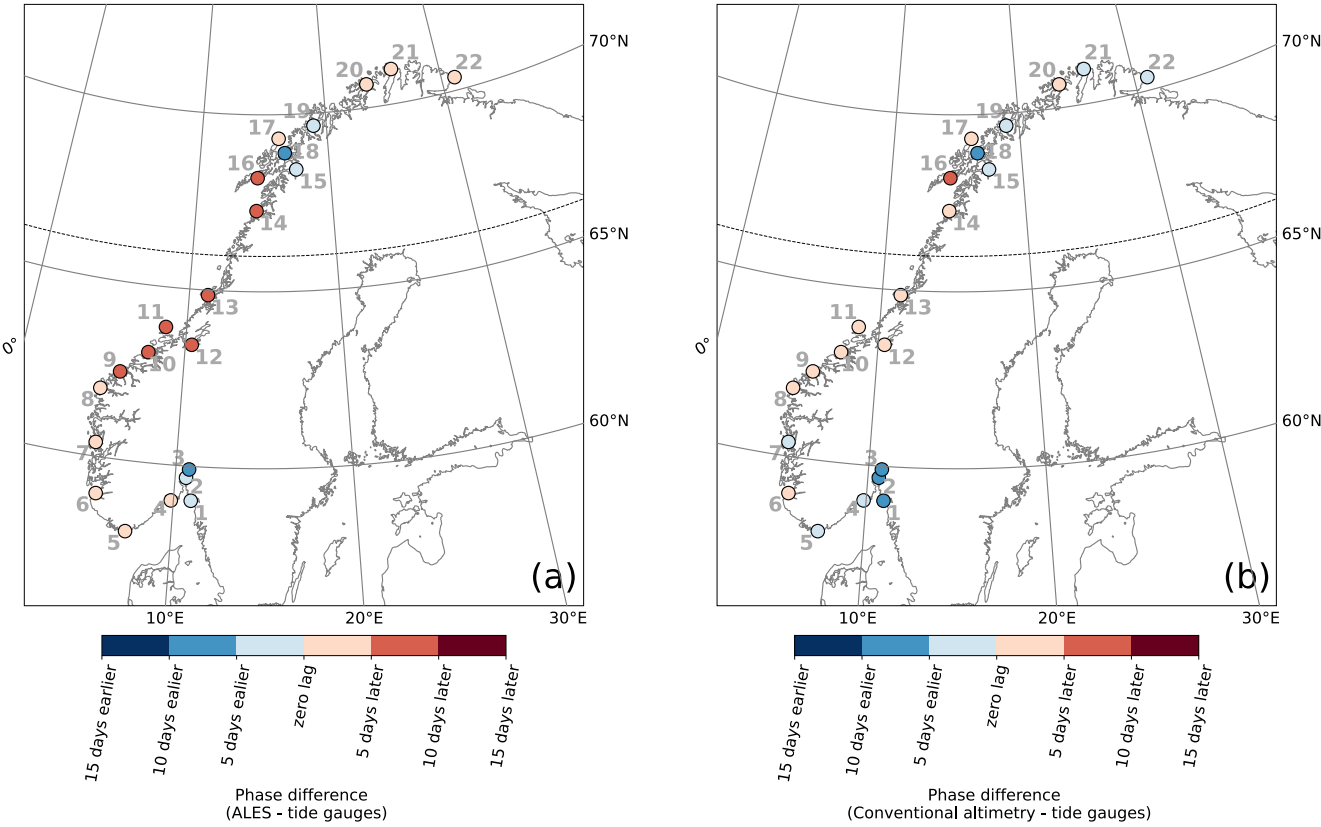 21
22
20
19
17
18
16
15
14
13
11
12
10
9
8
7
3
2
6
4
1
5
(a)
0°
10°E
20°E
30°E
15 days earlier
10 days ealier
5 days ealier
zero lag
5 days later
10 days later
15 days later
Phase difference
(ALES - tide gauges)
70°N
65°N
60°N
21
22
20
19
17
18
16
15
14
13
11
12
10
9
8
7
3
2
6
4
1
5
(b)
0°
10°E
20°E
30°E
70°N
65°N
60°N
15 days earlier
10 days ealier
5 days ealier
zero lag
5 days later
10 days later
15 days later
Phase difference
(Conventional altimetry - tide gauges)